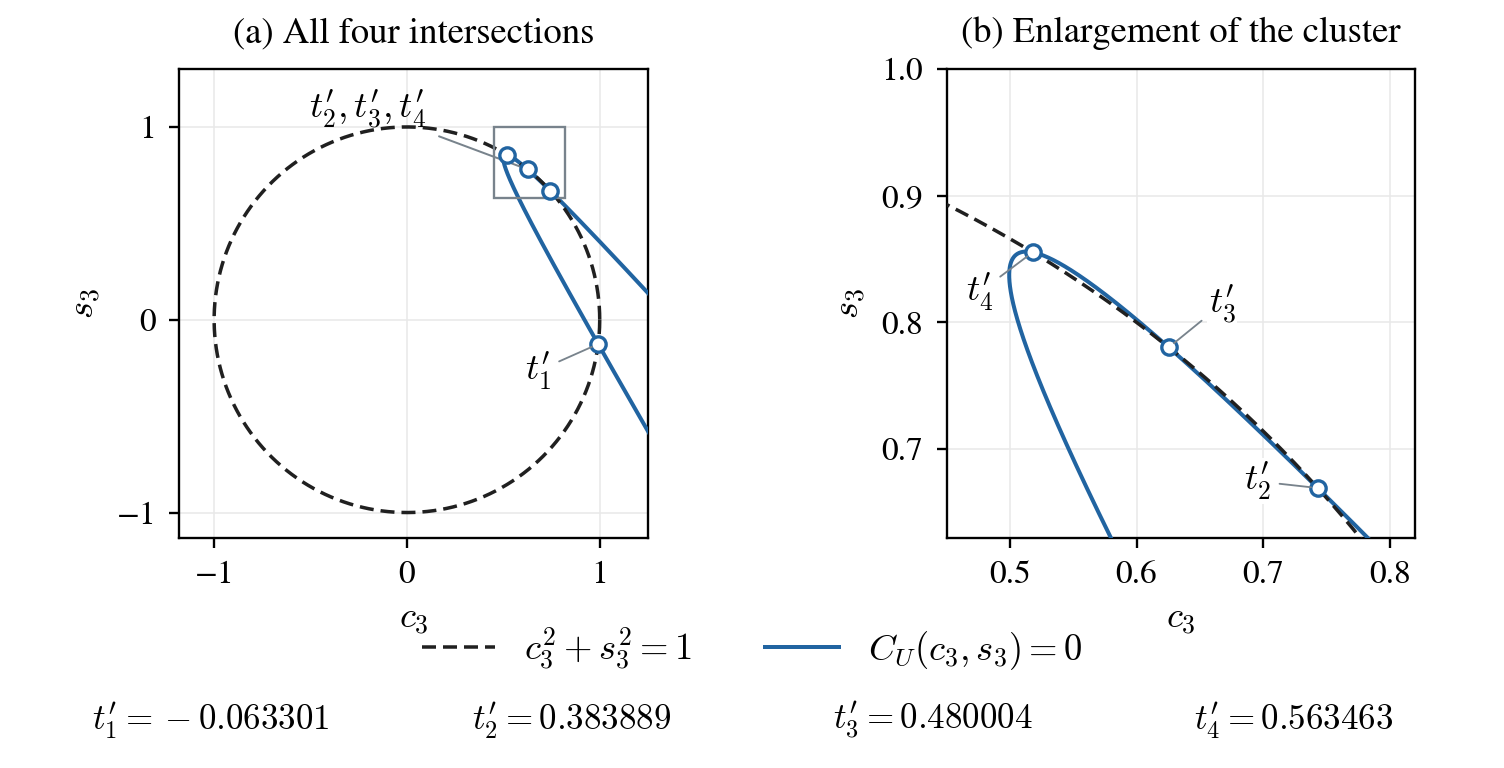 (a) All four intersections
t′₂, t′₃, t′₄
t′₁
1
0
−1
s₃
−1 0 1
c₃
(b) Enlargement of the cluster
1.0
0.9
0.8
0.7
s₃
t′₄
t′₃
t′₂
0.5 0.6 0.7 0.8
c₃
c₃² + s₃² = 1
C_U(c₃, s₃) = 0
t′₁ = −0.063301 t′₂ = 0.383889 t′₃ = 0.480004 t′₄ = 0.563463